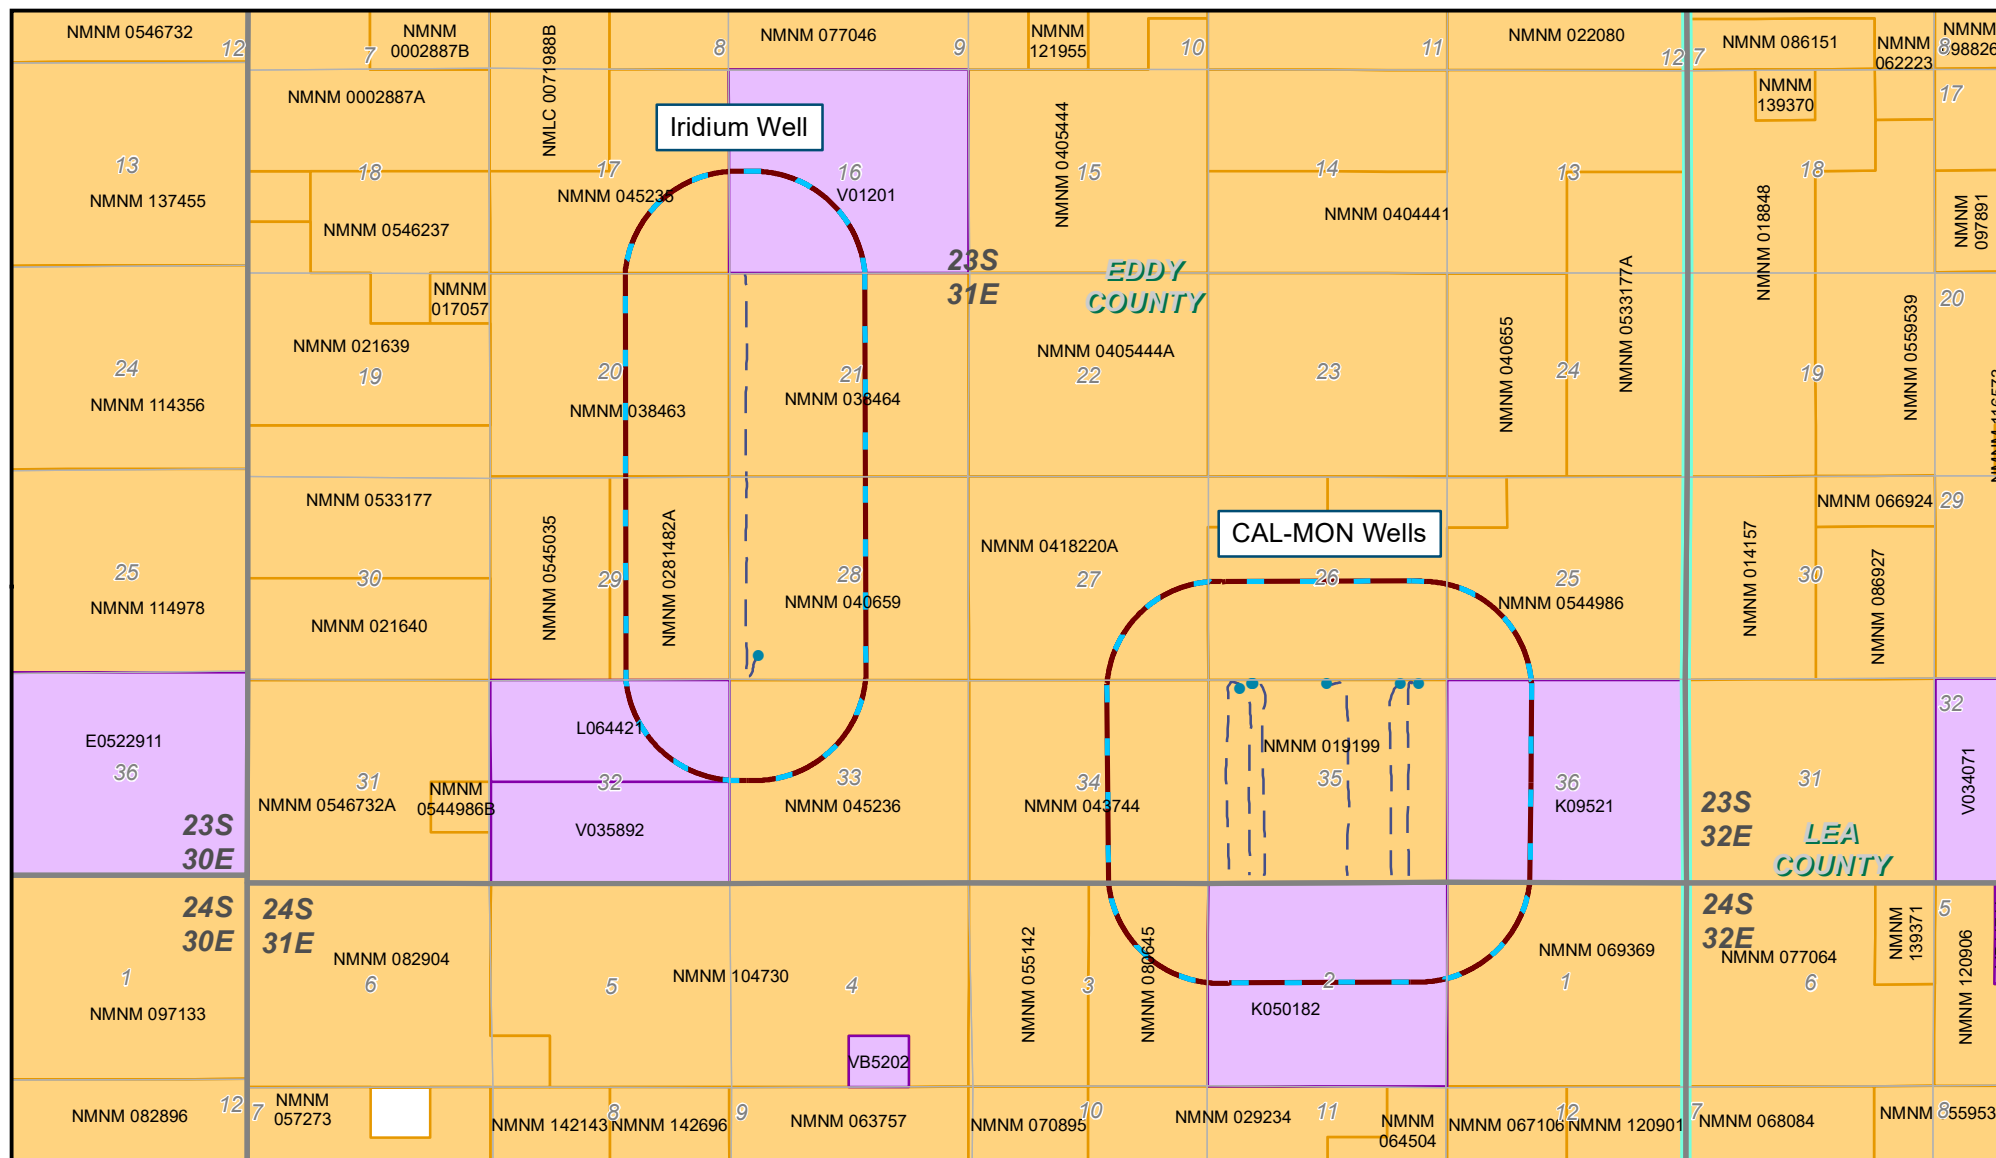 NMNM 0546732
12
7
NMNM
0002887B
NMLC 0071988B
8
NMNM 077046
9
NMNM
121955
10
11
NMNM 022080
12
7
NMNM 086151
NMNM
062223
8
NMNM
NMNM 0002887A
Iridium Well
NMNM
139370
17
13
NMNM 137455
18
17
NMNM 045235
16
V01201
NMNM 0405444
15
14
NMNM 0404441
13
18
NMNM 018848
NMNM
097891
NMNM 0546237
23S
31E
EDDY
COUNTY
NMNM 0533177A
NMNM
017057
20
NMNM 021639
19
24
NMNM 114356
20
NMNM 038463
21
NMNM 038464
NMNM 0405444A
22
23
NMNM 040655
24
19
NMNM 0559539
NMNM 0533177
NMNM 0545035
NMNM 0281482A
CAL-MON Wells
NMNM 066924
29
25
NMNM 114978
30
NMNM 021640
29
28
NMNM 040659
NMNM 0418220A
27
26
25
NMNM 0544986
NMNM 014157
30
NMNM 086927
E0522911
36
L064421
NMNM 019199
32
31
NMNM 0546732A
NMNM
0544986B
32
V035892
33
NMNM 045236
34
NMNM 043744
35
36
K09521
31
V034071
23S
30E
23S
32E
LEA
COUNTY
24S
30E
24S
31E
24S
32E
NMNM
139371
5
1
NMNM 097133
NMNM 082904
6
5
NMNM 104730
4
NMNM 055142
3
NMNM 080645
2
K050182
NMNM 069369
1
NMNM 077064
6
NMNM 120906
VB5202
NMNM 082896
12
7
NMNM
057273
NMNM 142143
8
NMNM 142696
9
NMNM 063757
NMNM 070895
10
NMNM 029234
11
NMNM
064504
NMNM 067106
12
NMNM 120901
7
NMNM 068084
NMNM
8